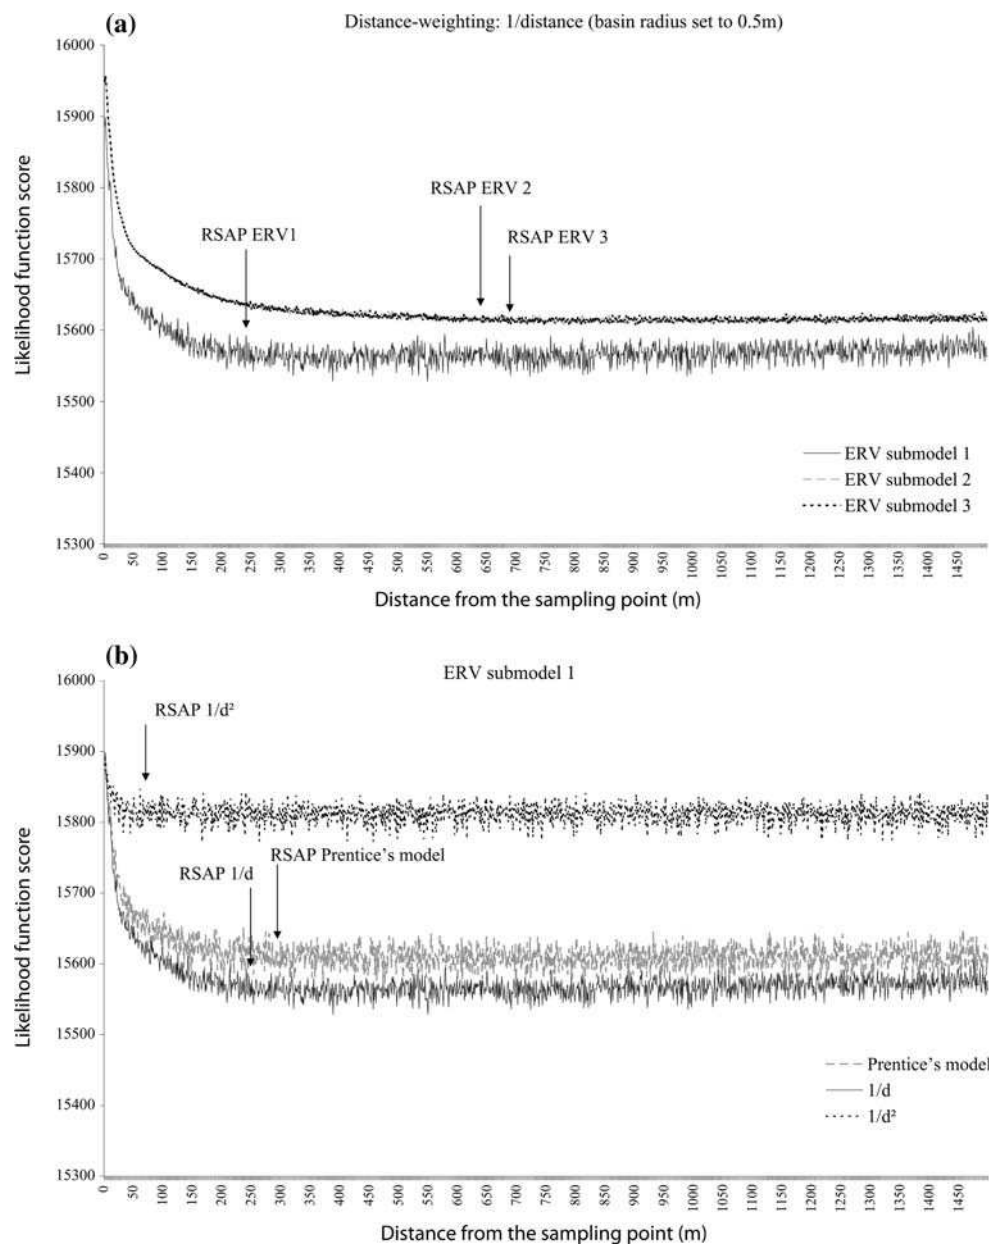 (a)
Distance-weighting: 1/distance (basin radius set to 0.5m)
16000
15900
15800
15700
15600
15500
15400
15300
Likelihood function score
RSAP ERV1
RSAP ERV 2
RSAP ERV 3
ERV submodel 1
ERV submodel 2
ERV submodel 3
0 50 100 150 200 250 300 350 400 450 500 550 600 650 700 750 800 850 900 950 1000 1050 1100 1150 1200 1250 1300 1350 1400 1450
Distance from the sampling point (m)
(b)
ERV submodel 1
16000
15900
15800
15700
15600
15500
15400
15300
Likelihood function score
RSAP 1/d²
RSAP 1/d
RSAP Prentice’s model
Prentice’s model
1/d
1/d²
0 50 100 150 200 250 300 350 400 450 500 550 600 650 700 750 800 850 900 950 1000 1050 1100 1150 1200 1250 1300 1350 1400 1450
Distance from the sampling point (m)